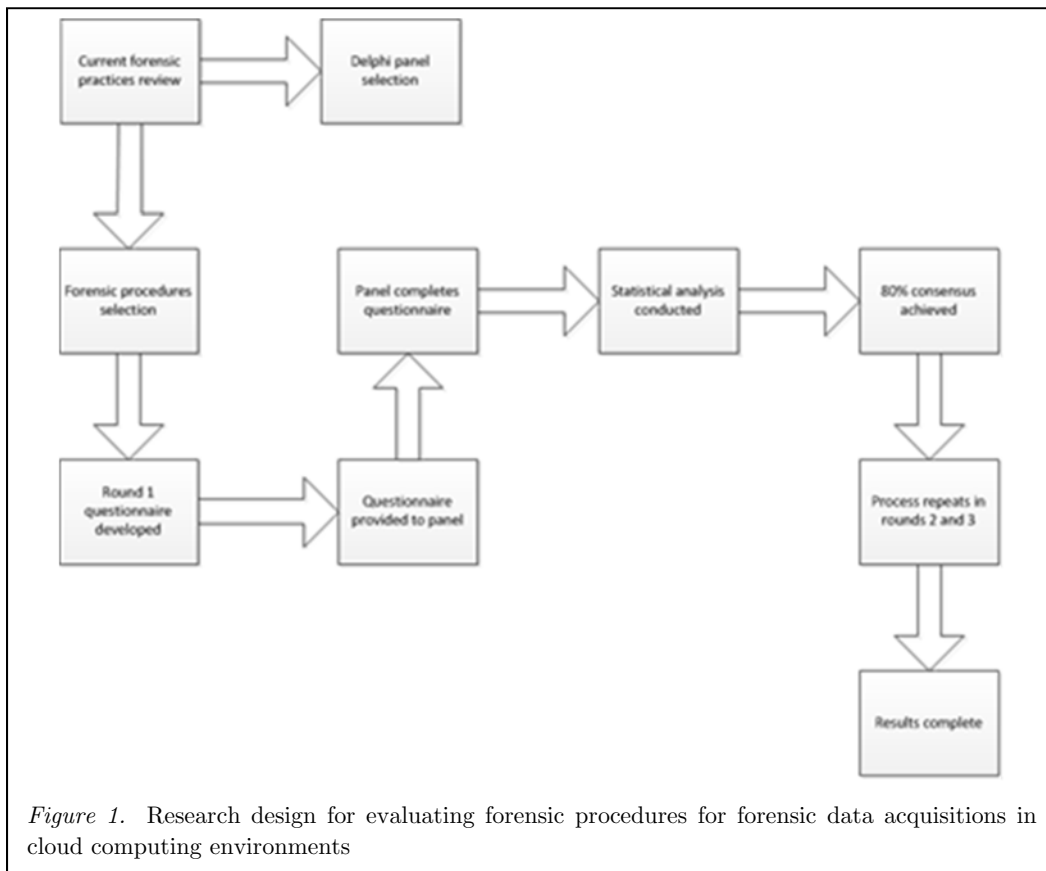 Current forensic
practices review
Delphi panel
selection
Forensic procedures
selection
Panel completes
questionnaire
Statistical analysis
conducted
80% consensus
achieved
Round 1
questionnaire
developed
Questionnaire
provided to panel
Process repeats in
rounds 2 and 3
Results complete
Figure 1. Research design for evaluating forensic procedures for forensic data acquisitions in
cloud computing environments